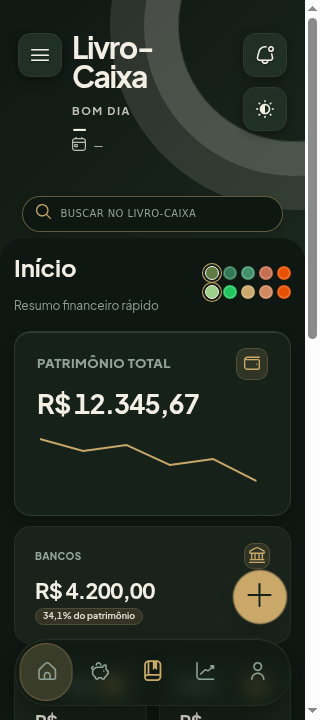 Livro-
Caixa
BOM DIA
—
—
BUSCAR NO LIVRO-CAIXA
Início
Resumo financeiro rápido
PATRIMÔNIO TOTAL
R$ 12.345,67
BANCOS
R$ 4.200,00
34,1% do patrimônio
R$
R$